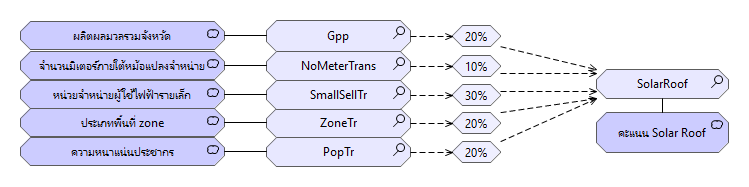 ผลิตผลมวลรวมจังหวัด
Gpp
20%
จำนวนมิเตอร์ภายใต้หม้อแปลงจำหน่าย
NoMeterTrans
10%
หน่วยจำหน่ายผู้ใช้ไฟฟ้ารายเล็ก
SmallSellTr
30%
ประเภทพื้นที่ zone
ZoneTr
20%
ความหนาแน่นประชากร
PopTr
20%
SolarRoof
คะแนน Solar Roof